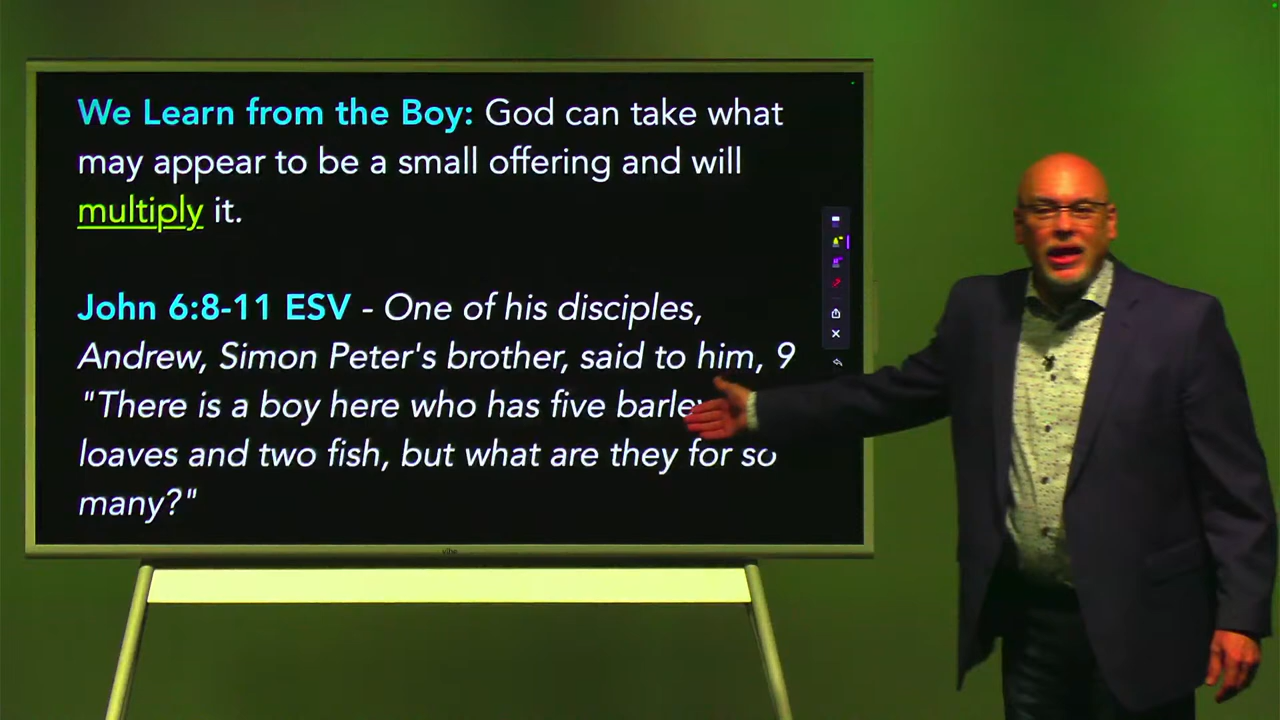 We Learn from the Boy: God can take what
may appear to be a small offering and will
multiply it.
John 6:8-11 ESV - One of his disciples,
Andrew, Simon Peter's brother, said to him, 9
"There is a boy here who has five barley
loaves and two fish, but what are they for so
many?"
vibe